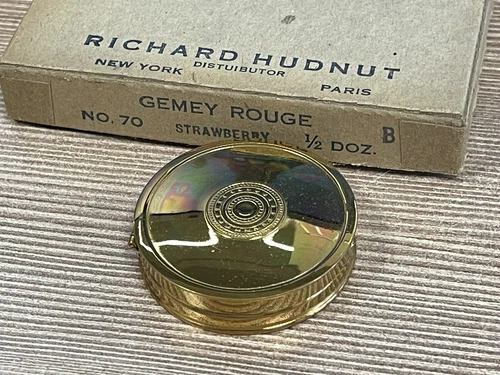 RICHARD HUDNUT
NEW YORK DISTUIBUTOR PARIS
GEMEY ROUGE
NO. 70 STRAWBERRY ½ DOZ. B